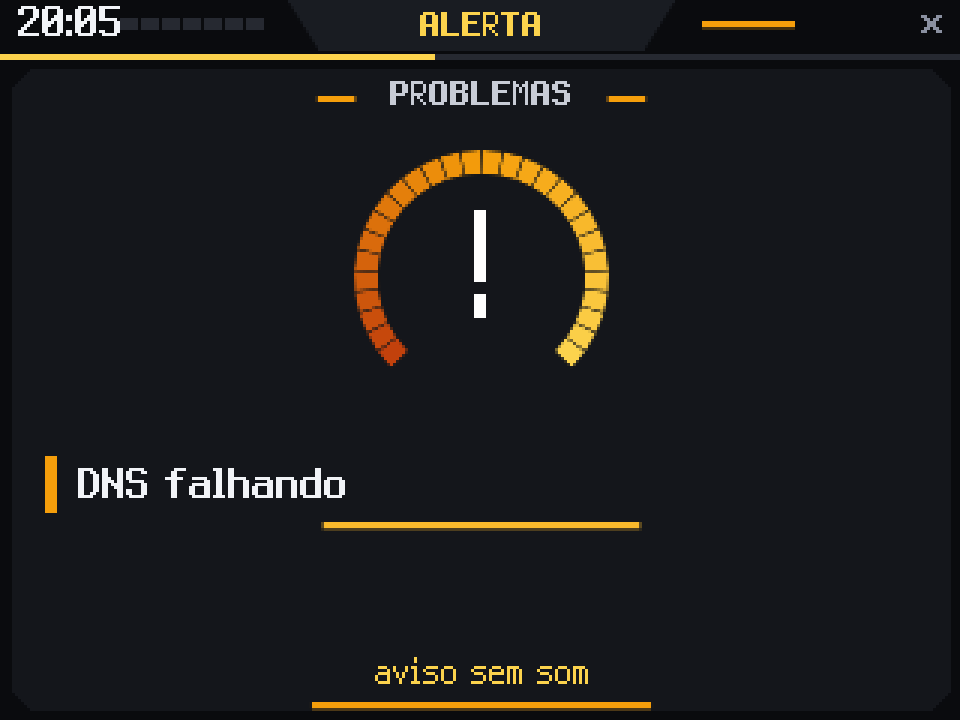 20:05
ALERTA
x
PROBLEMAS
!
DNS falhando
aviso sem som